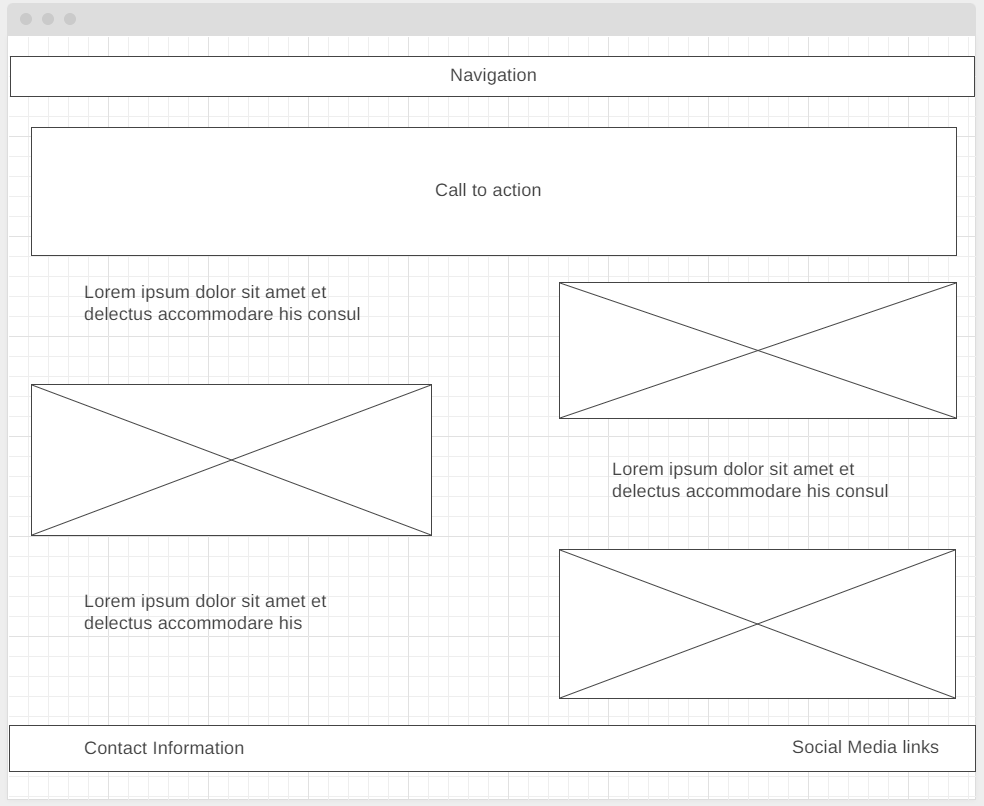 Navigation
Call to action
Lorem ipsum dolor sit amet et
delectus accommodare his consul
Lorem ipsum dolor sit amet et
delectus accommodare his consul
Lorem ipsum dolor sit amet et
delectus accommodare his
Contact Information
Social Media links